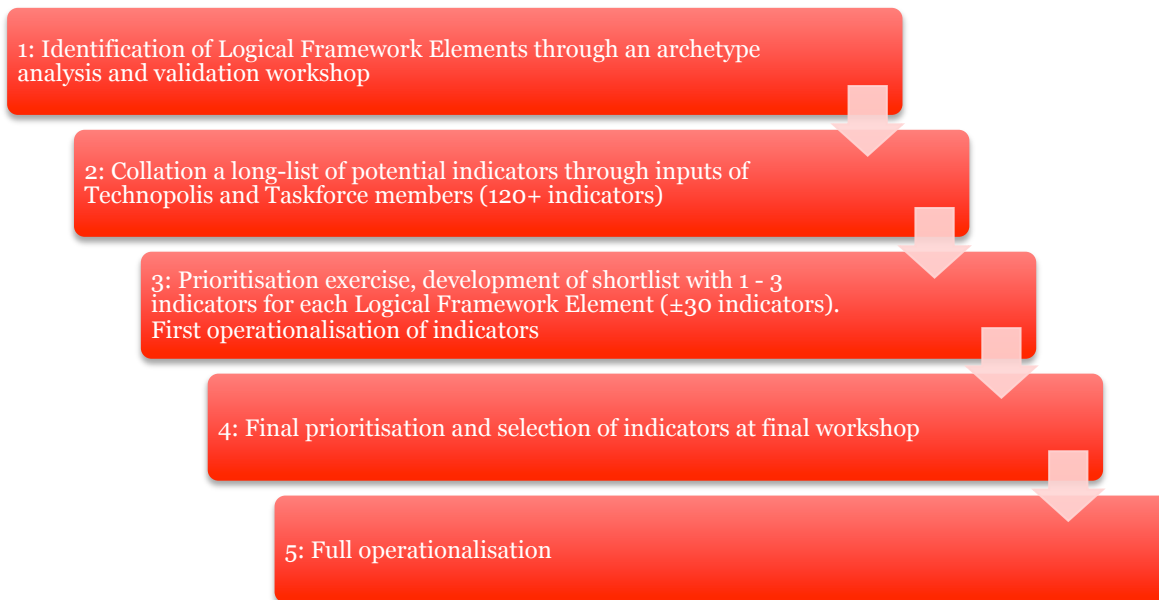 1: Identification of Logical Framework Elements through an archetype
analysis and validation workshop
2: Collation a long-list of potential indicators through inputs of
Technopolis and Taskforce members (120+ indicators)
3: Prioritisation exercise, development of shortlist with 1 - 3
indicators for each Logical Framework Element (±30 indicators).
First operationalisation of indicators
4: Final prioritisation and selection of indicators at final workshop
5: Full operationalisation